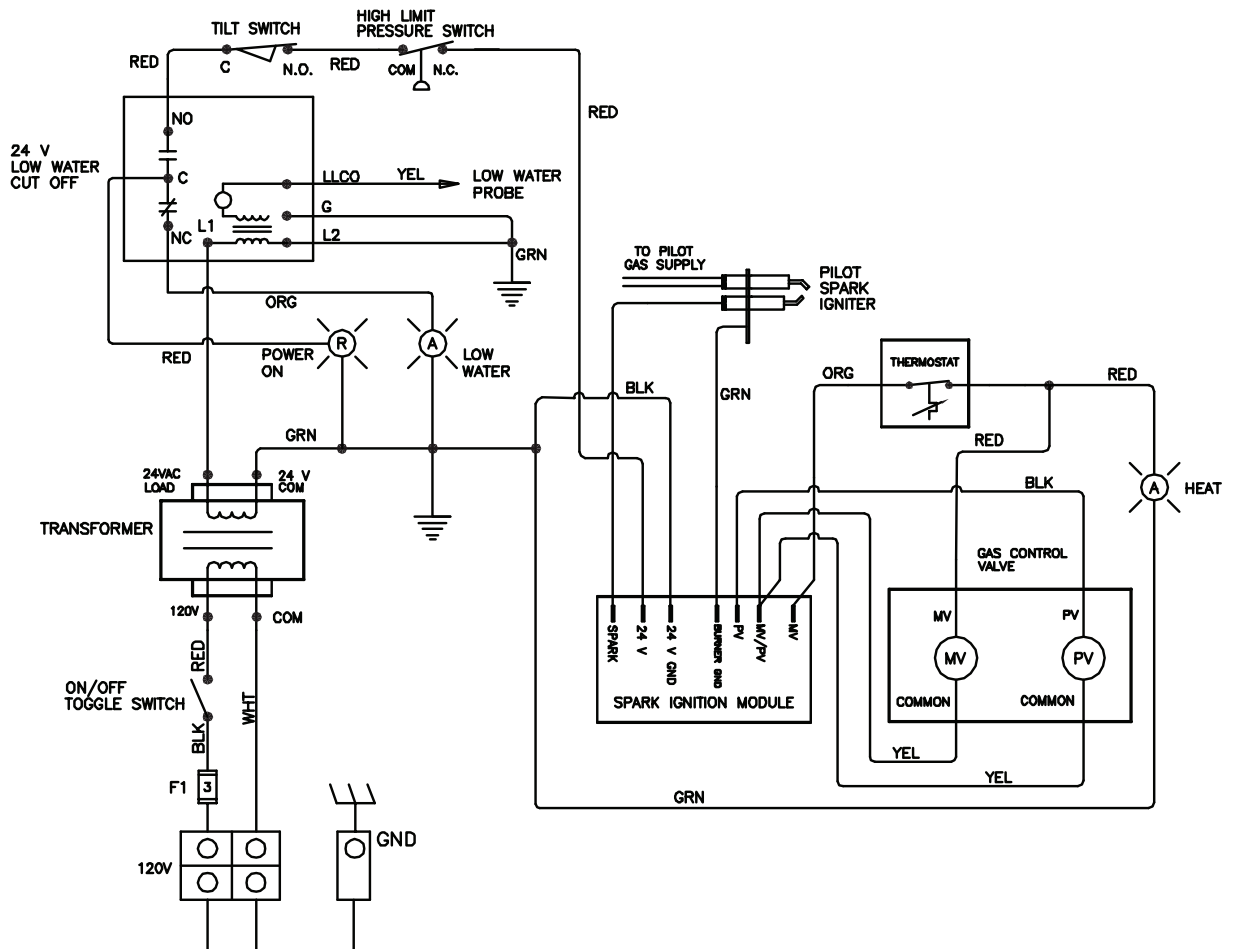 TILT SWITCH
HIGH LIMIT
PRESSURE SWITCH
RED
C
N.O.
RED
COM
N.C.
RED
NO
24 V
LOW WATER
CUT OFF
C
LLCO
YEL
LOW WATER
PROBE
G
L1
NC
L2
GRN
ORG
RED
POWER
ON
R
A
LOW
WATER
TO PILOT
GAS SUPPLY
PILOT
SPARK
IGNITER
BLK
GRN
ORG
THERMOSTAT
RED
RED
GRN
24VAC
LOAD
24 V
COM
TRANSFORMER
BLK
A
HEAT
GAS CONTROL
VALVE
120V
COM
RED
ON/OFF
TOGGLE SWITCH
WHT
BLK
SPARK
24 V
24 V GND
BURNER GND
PV
MV/PV
MV
SPARK IGNITION MODULE
MV
PV
MV
PV
COMMON
COMMON
YEL
YEL
GRN
F1
3
GND
120V